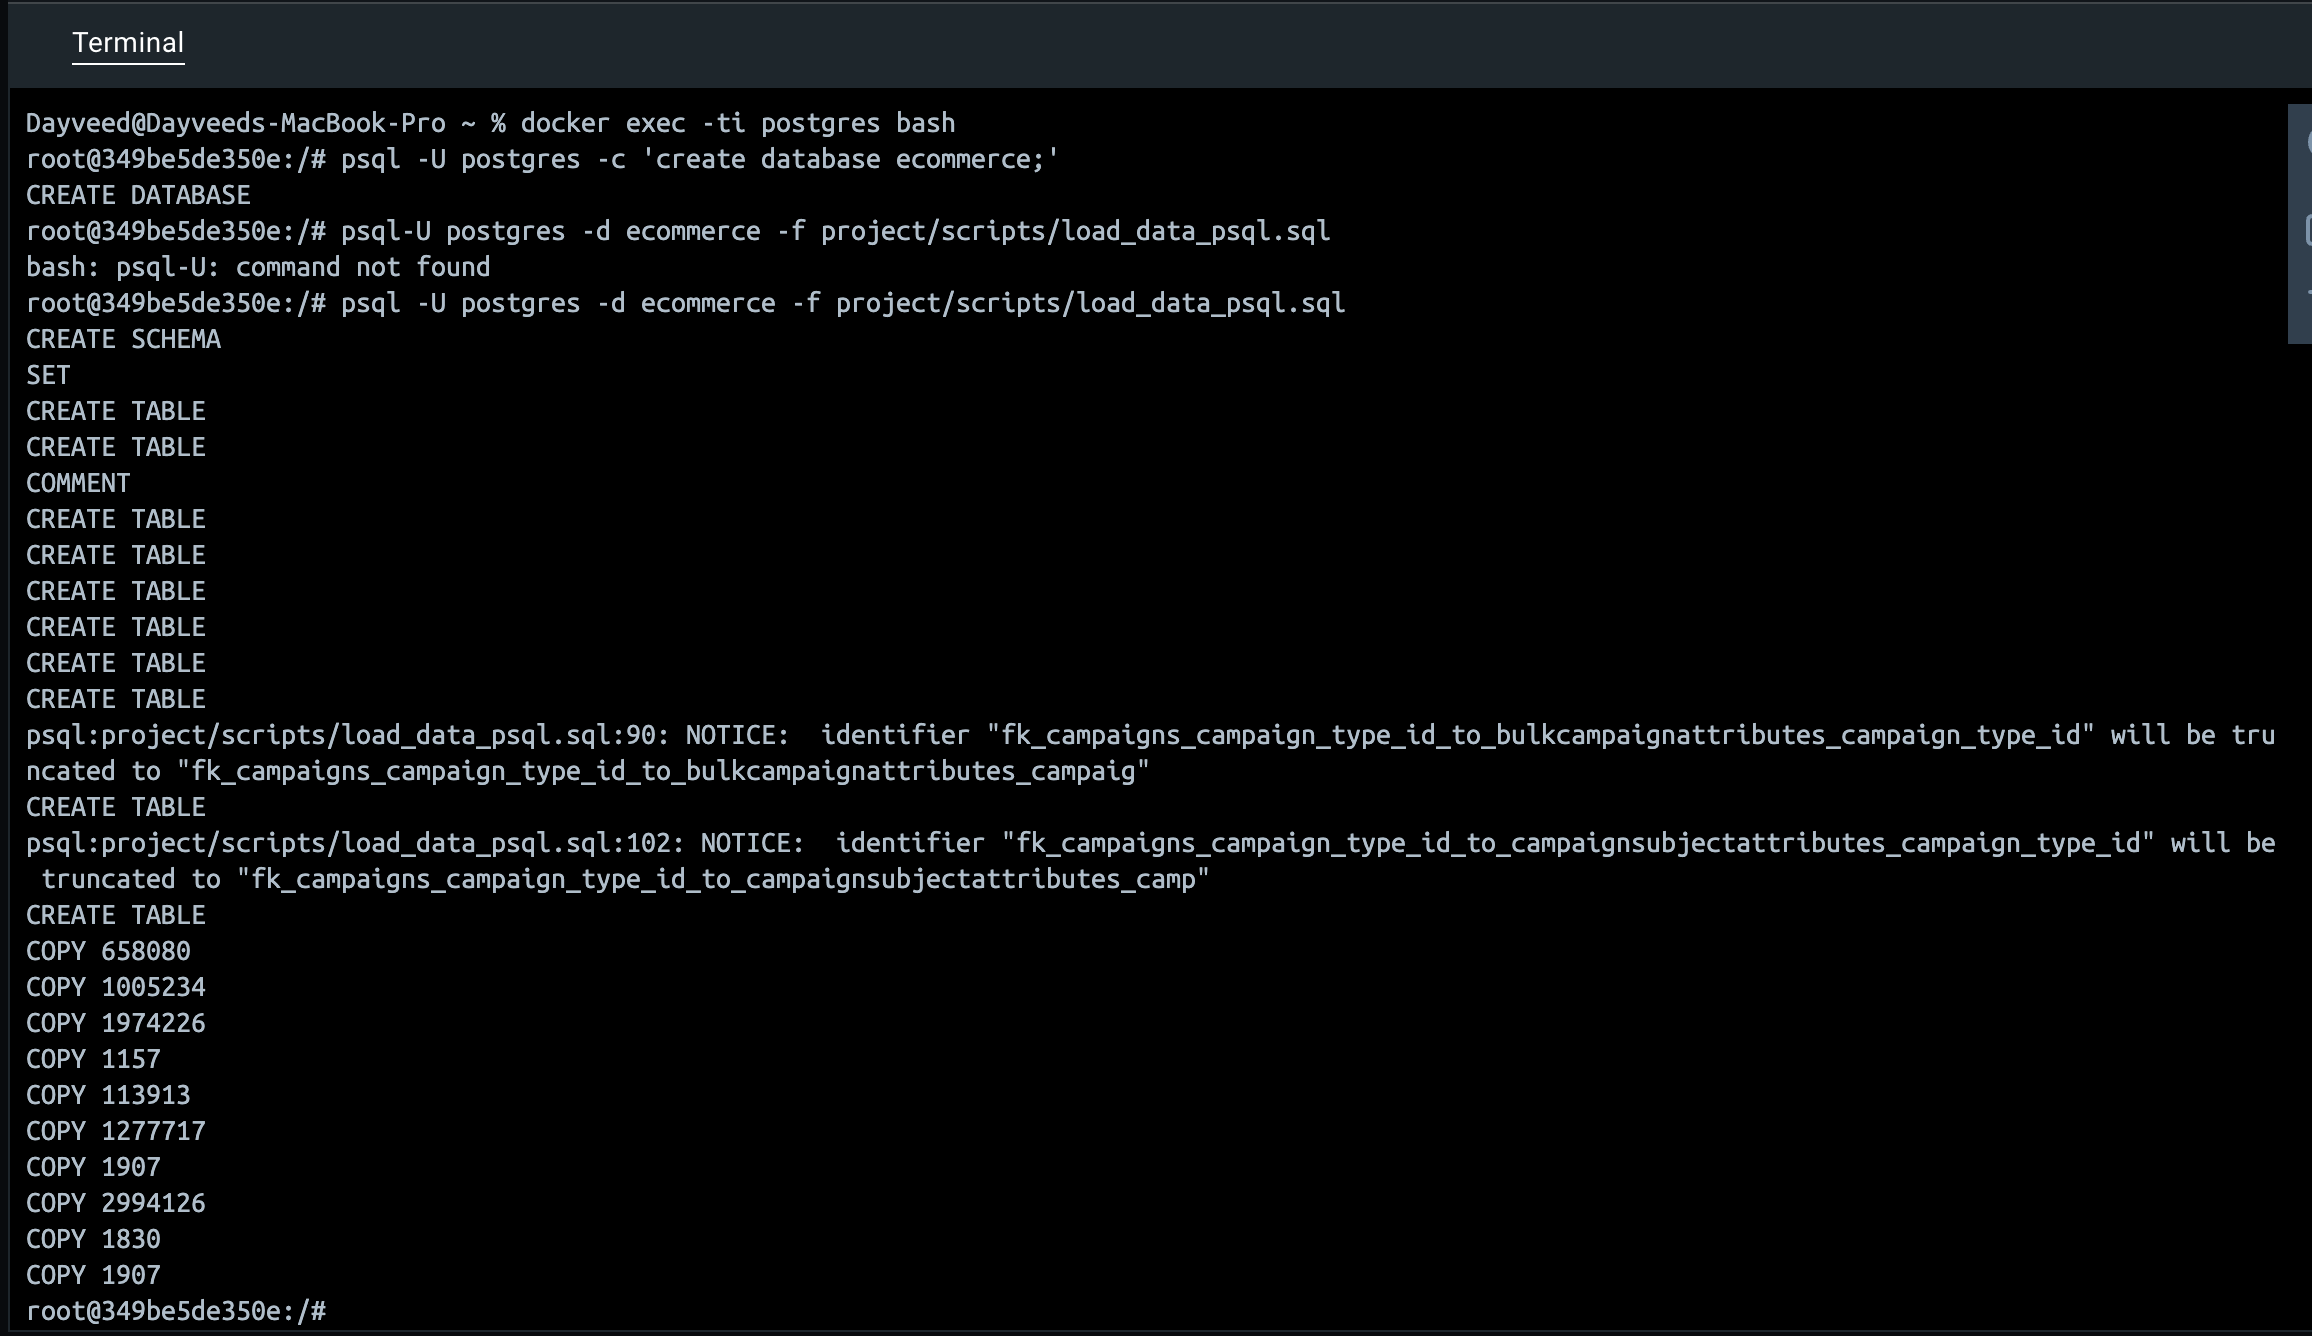 Terminal
Dayveed@Dayveeds-MacBook-Pro ~ % docker exec -ti postgres bash
root@349be5de350e:/# psql -U postgres -c 'create database ecommerce;'
CREATE DATABASE
root@349be5de350e:/# psql-U postgres -d ecommerce -f project/scripts/load_data_psql.sql
bash: psql-U: command not found
root@349be5de350e:/# psql -U postgres -d ecommerce -f project/scripts/load_data_psql.sql
CREATE SCHEMA
SET
CREATE TABLE
CREATE TABLE
COMMENT
CREATE TABLE
CREATE TABLE
CREATE TABLE
CREATE TABLE
CREATE TABLE
CREATE TABLE
psql:project/scripts/load_data_psql.sql:90: NOTICE:  identifier "fk_campaigns_campaign_type_id_to_bulkcampaignattributes_campaign_type_id" will be tru
ncated to "fk_campaigns_campaign_type_id_to_bulkcampaignattributes_campaig"
CREATE TABLE
psql:project/scripts/load_data_psql.sql:102: NOTICE:  identifier "fk_campaigns_campaign_type_id_to_campaignsubjectattributes_campaign_type_id" will be
 truncated to "fk_campaigns_campaign_type_id_to_campaignsubjectattributes_camp"
CREATE TABLE
COPY 658080
COPY 1005234
COPY 1974226
COPY 1157
COPY 113913
COPY 1277717
COPY 1907
COPY 2994126
COPY 1830
COPY 1907
root@349be5de350e:/#